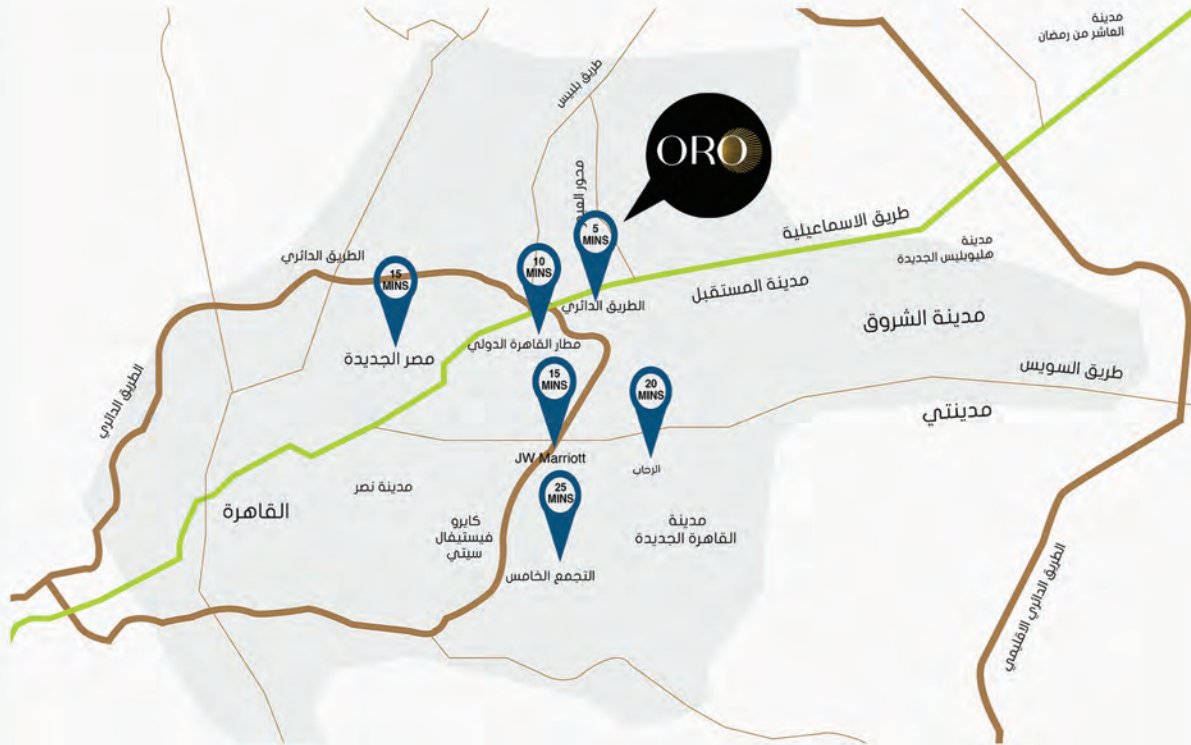 مدينة
العاشر من رمضان
طريق بلبيس
ORO
محور
5
MINS
طريق الاسماعيلية
مدينة
هليوبليس الجديدة
الطريق الدائري
10
MINS
15
MINS
مدينة المستقبل
الطريق الدائري
مدينة الشروق
مطار القاهرة الدولي
مصر الجديدة
طريق السويس
الطريق الدائري
15
MINS
20
MINS
مدينتي
JW Marriott
الرحاب
مدينة نصر
25
MINS
القاهرة
كايرو
فيستيفال
سيتي
مدينة
القاهرة الجديدة
التجمع الخامس
الطريق الدائري الاقليمي